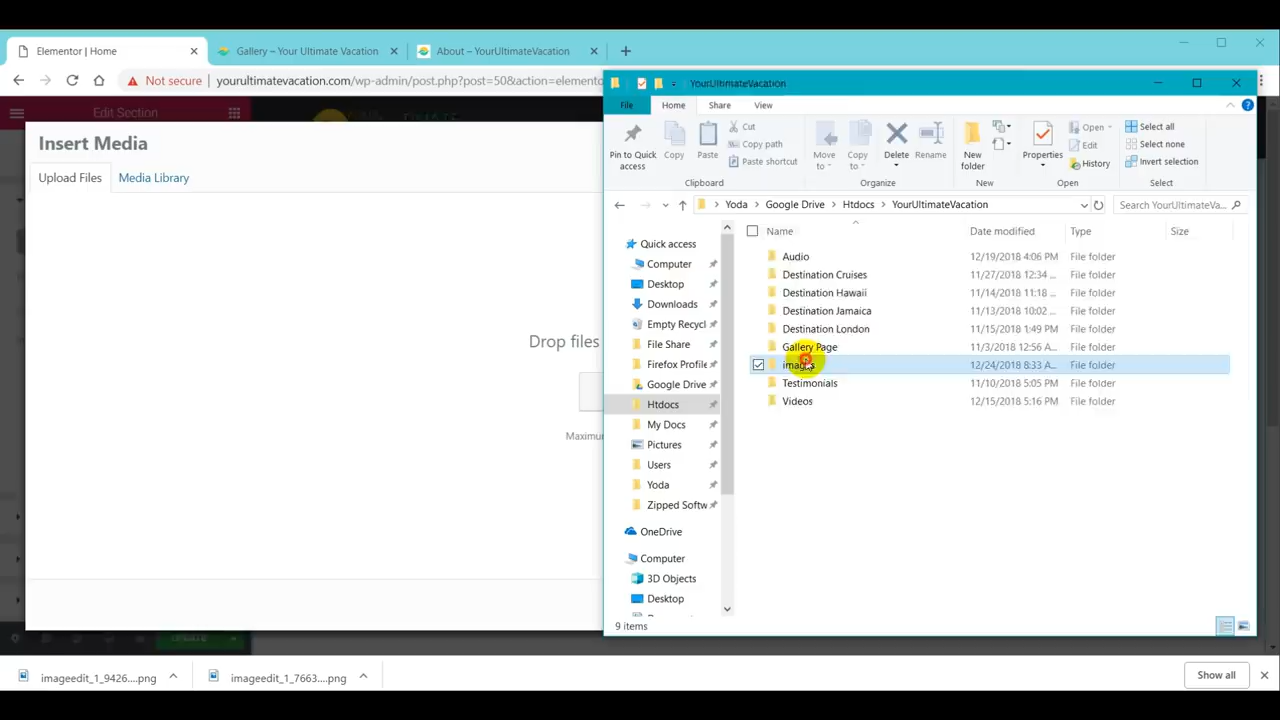 Elementor | Home
Gallery – Your Ultimate Vacation
About – YourUltimateVacation
Not secure
yourultimatevacation.com/wp-admin/post.php?post=50&action=elemento
YourUltimateVacation
File
Home
Share
View
Edit Section
Insert Media
Upload Files
Media Library
Pin to Quick access
Copy
Paste
Cut
Copy path
Paste shortcut
Move to
Copy to
Delete
Rename
New folder
Properties
Open
Edit
History
Select all
Select none
Invert selection
Clipboard
Organize
New
Open
Select
Yoda
Google Drive
Htdocs
YourUltimateVacation
Search YourUltimateVa...
Name
Date modified
Type
Size
Quick access
Computer
Desktop
Downloads
Empty Recycl
File Share
Firefox Profile
Google Drive
Htdocs
My Docs
Pictures
Users
Yoda
Zipped Softw
OneDrive
Computer
3D Objects
Desktop
Audio 12/19/2018 4:06 PM File folder
Destination Cruises 11/27/2018 12:34 ... File folder
Destination Hawaii 11/14/2018 11:18 ... File folder
Destination Jamaica 11/13/2018 10:02 ... File folder
Destination London 11/15/2018 1:49 PM File folder
Gallery Page 11/3/2018 12:56 A... File folder
images 12/24/2018 8:33 A... File folder
Testimonials 11/10/2018 5:05 PM File folder
Videos 12/15/2018 5:16 PM File folder
Drop files
Maximu
9 items
UPDATE
imageedit_1_9426....png
imageedit_1_7663....png
Show all